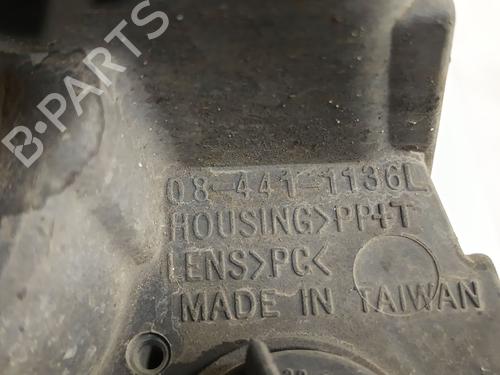 B-PARTS
08-441-1136L
HOUSING>PP+T
LENS>PC<
MADE IN TAIWAN